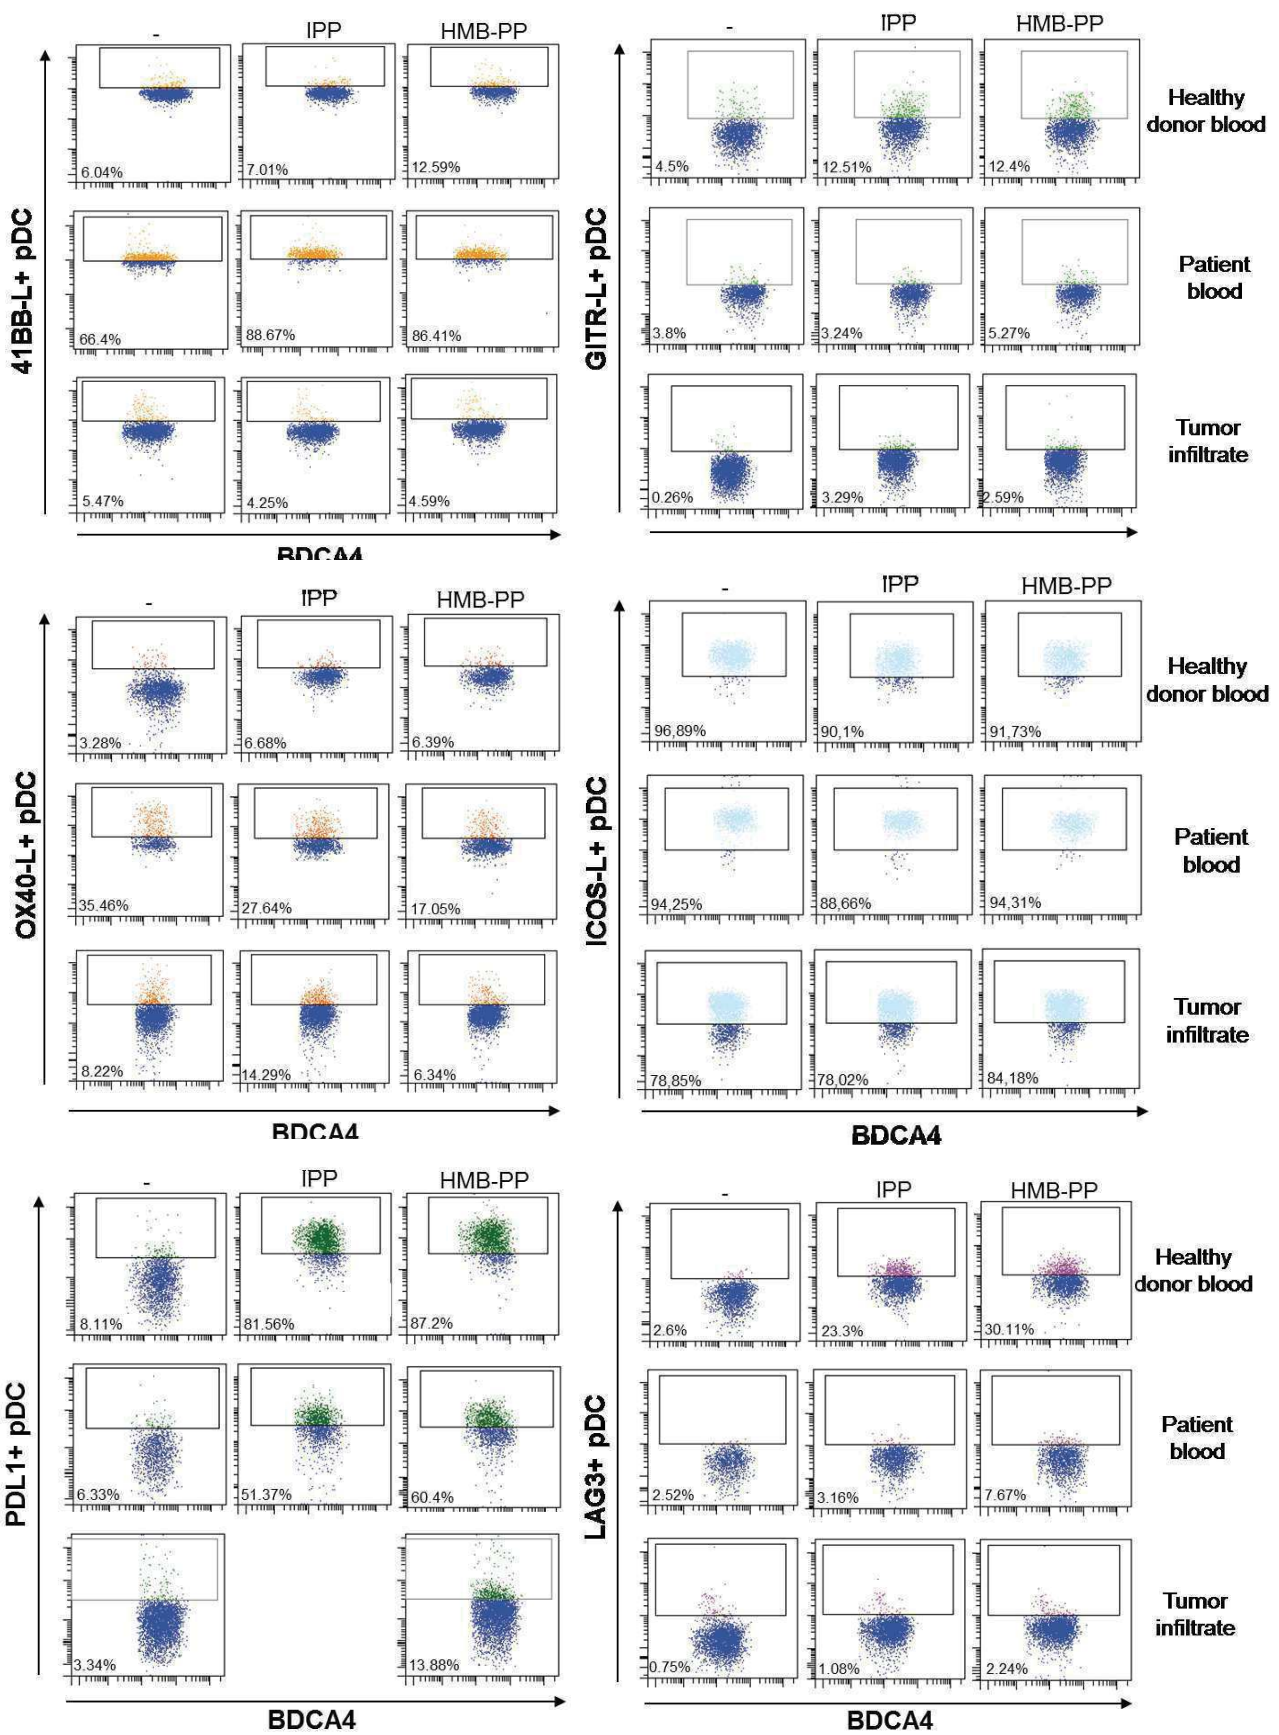 - IPP HMB-PP
6.04% 7.01% 12.59%
66.4% 88.67% 86.41%
5.47% 4.25% 4.59%
41BB-L+ pDC
BDCA4
- IPP HMB-PP
4.5% 12.51% 12.4%
Healthy
donor blood
3.8% 3.24% 5.27%
Patient
blood
0.26% 3.29% 2.59%
Tumor
infiltrate
GITR-L+ pDC
- IPP HMB-PP
3.28% 6.68% 6.39%
35.46% 27.64% 17.05%
8.22% 14.29% 6.34%
OX40-L+ pDC
BDCA4
- IPP HMB-PP
96,89% 90,1% 91,73%
Healthy
donor blood
94,25% 88,66% 94,31%
Patient
blood
78,85% 78,02% 84,18%
Tumor
infiltrate
ICOS-L+ pDC
BDCA4
- IPP HMB-PP
8.11% 81.56% 87.2%
6.33% 51.37% 60.4%
3.34% 13.88%
PDL1+ pDC
BDCA4
- IPP HMB-PP
2.6% 23.3% 30.11%
Healthy
donor blood
2.52% 3.16% 7.67%
Patient
blood
0.75% 1.08% 2.24%
Tumor
infiltrate
LAG3+ pDC
BDCA4